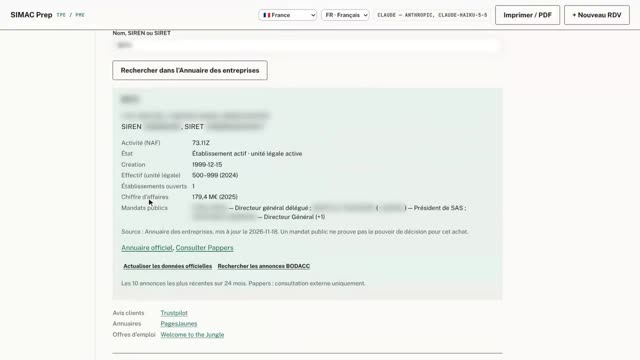 SIMAC Prep TPE / PME
🇫🇷 France
FR · Français
CLAUDE — ANTHROPIC, CLAUDE-HAIKU-5-5
Imprimer / PDF
+ Nouveau RDV
Nom, SIREN ou SIRET
Rechercher dans l'Annuaire des entreprises
SIREN , SIRET
Activité (NAF) 73.11Z
État Établissement actif · unité légale active
Création 1999-12-15
Effectif (unité légale) 500–999 (2024)
Établissements ouverts 1
Chiffre d'affaires 179,4 M€ (2025)
Mandats publics — Directeur général délégué ; ( ) — Président de SAS ;
— Directeur Général (+1)
Source : Annuaire des entreprises, mis à jour le 2026-11-18. Un mandat public ne prouve pas le pouvoir de décision pour cet achat.
Annuaire officiel, Consulter Pappers
Actualiser les données officielles Rechercher les annonces BODACC
Les 10 annonces les plus récentes sur 24 mois. Pappers : consultation externe uniquement.
Avis clients Trustpilot
Annuaires PagesJaunes
Offres d'emploi Welcome to the Jungle